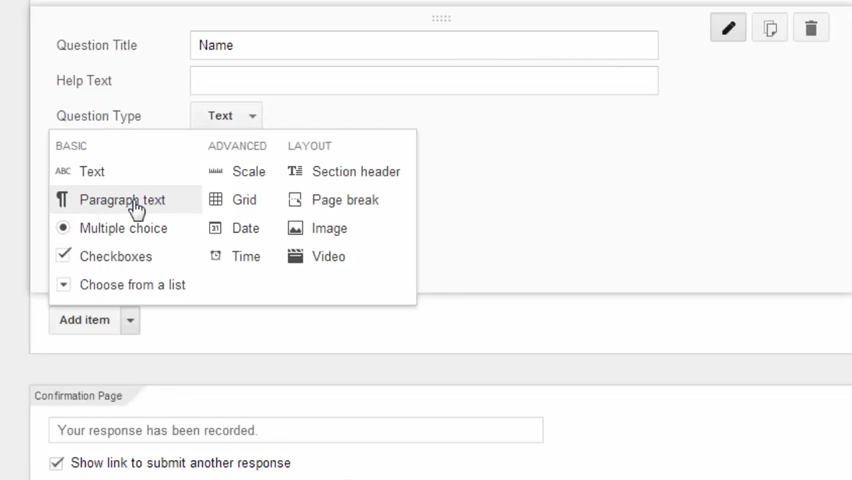 Question Title Name
Help Text
Question Type Text
BASIC ADVANCED LAYOUT
ABC Text Scale Section header
Paragraph text Grid Page break
Multiple choice 31 Date Image
Checkboxes Time Video
Choose from a list
Add item
Confirmation Page
Your response has been recorded.
Show link to submit another response